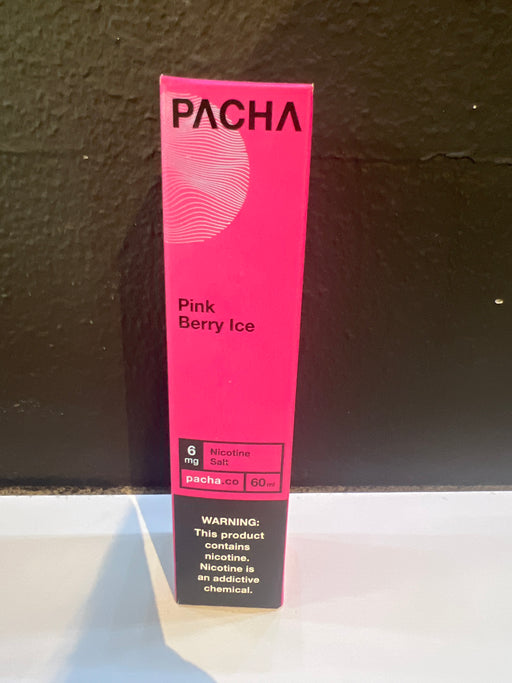 PACHA
Pink
Berry Ice
6
mg
Nicotine
Salt
pacha.co
60ml
WARNING:
This product
contains
nicotine.
Nicotine is
an addictive
chemical.